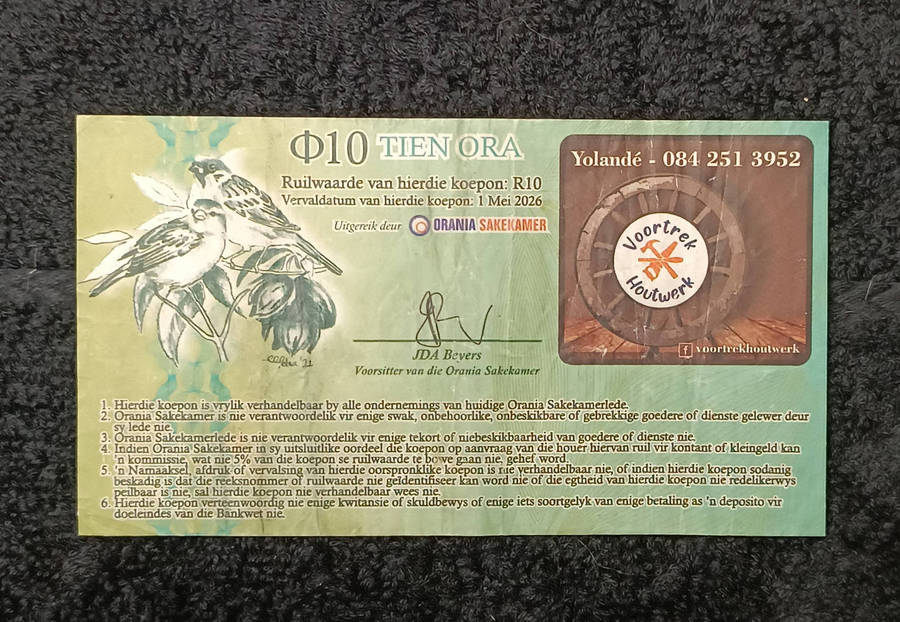 Φ10 TIEN ORA
Ruilwaarde van hierdie koepon: R10
Vervaldatum van hierdie koepon: 1 Mei 2026
Uitgereik deur ORANIA SAKEKAMER
JDA Beyers
Voorsitter van die Orania Sakekamer
Yolandé - 084 251 3952
Voortrek
Houtwerk
f voortrekhoutwerk
'21
1. Hierdie koepon is vrylik verhandelbaar by alle ondernemings van huidige Orania Sakekamerlede.
2. Orania Sakekamer is nie verantwoordelik vir enige swak, onbehoorlike, onbeskikbare of gebrekkige goedere of dienste gelewer deur
sy lede nie.
3. Orania Sakekamerlede is nie verantwoordelik vir enige tekort of niebeskikbaarheid van goedere of dienste nie.
4. Indien Orania Sakekamer in sy uitsluitlike oordeel die koepon op aanvraag van die houer hiervan ruil vir kontant of kleingeld kan
'n kommissie, wat nie 5% van die koepon se ruilwaarde te bowe gaan nie, gehef word.
5. 'n Namaaksel, afdruk of vervalsing van hierdie oorspronklike koepon is nie verhandelbaar nie, of indien hierdie koepon sodanig
beskadig is dat die reeksnommer of ruilwaarde nie geïdentifiseer kan word nie of die egtheid van hierdie koepon nie redelikerwys
peilbaar is nie, sal hierdie koepon nie verhandelbaar wees nie.
6. Hierdie koepon verteenwoordig nie enige kwitansie of skuldbewys of enige iets soortgelyk van enige betaling as 'n deposito vir
doeleindes van die Bankwet nie.